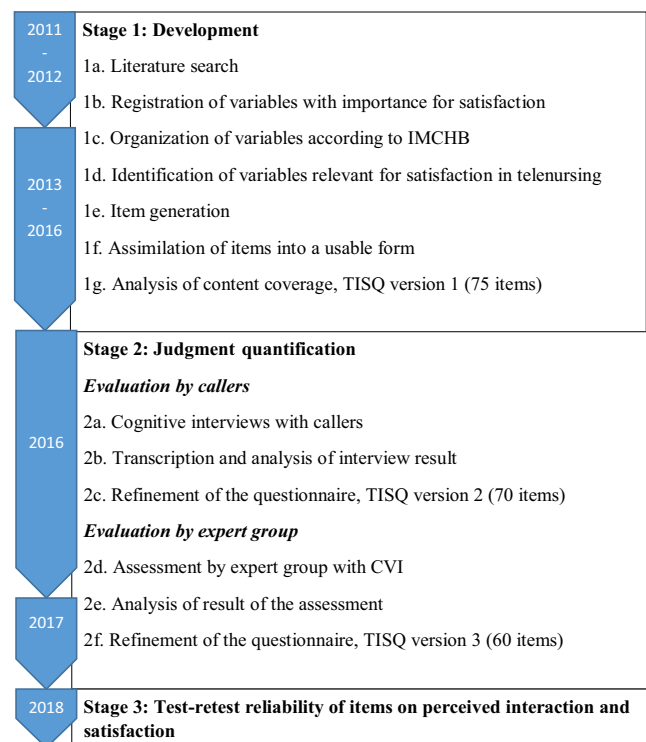 2011
-
2012
Stage 1: Development
1a. Literature search
1b. Registration of variables with importance for satisfaction
1c. Organization of variables according to IMCHB
2013
-
2016
1d. Identification of variables relevant for satisfaction in telenursing
1e. Item generation
1f. Assimilation of items into a usable form
1g. Analysis of content coverage, TISQ version 1 (75 items)
2016
Stage 2: Judgment quantification
Evaluation by callers
2a. Cognitive interviews with callers
2b. Transcription and analysis of interview result
2c. Refinement of the questionnaire, TISQ version 2 (70 items)
Evaluation by expert group
2d. Assessment by expert group with CVI
2017
2e. Analysis of result of the assessment
2f. Refinement of the questionnaire, TISQ version 3 (60 items)
2018
Stage 3: Test-retest reliability of items on perceived interaction and
satisfaction